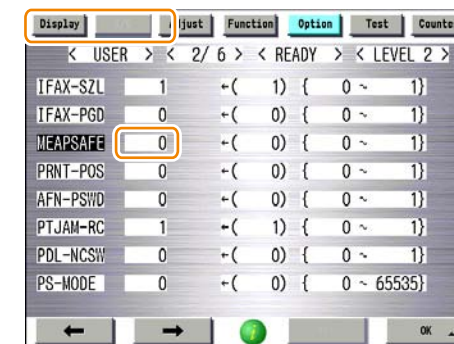 Display I/O Adjust Function Option Test Counte
< USER > < 2/ 6 > < READY > < LEVEL 2 >
IFAX-SZL 1 ←( 1) { 0 ~ 1}
IFAX-PGD 0 ←( 0) { 0 ~ 1}
MEAPSAFE 0 ←( 0) { 0 ~ 1}
PRNT-POS 0 ←( 0) { 0 ~ 1}
AFN-PSWD 0 ←( 0) { 0 ~ 1}
PTJAM-RC 1 ←( 1) { 0 ~ 1}
PDL-NCSW 0 ←( 0) { 0 ~ 1}
PS-MODE 0 ←( 0) { 0 ~ 65535}
← → i OK